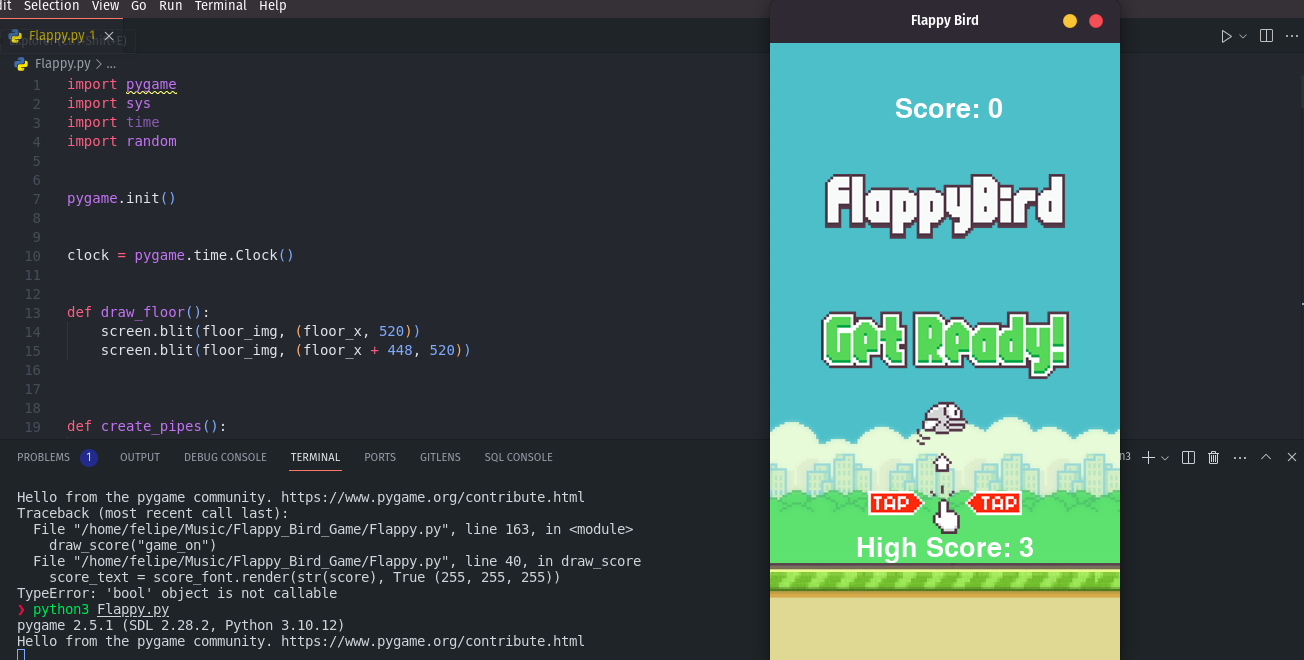 dit Selection View Go Run Terminal Help
Flappy.py 1
Flappy.py > ...
1 import pygame
2 import sys
3 import time
4 import random
5
6
7 pygame.init()
8
9
10 clock = pygame.time.Clock()
11
12
13 def draw_floor():
14 screen.blit(floor_img, (floor_x, 520))
15 screen.blit(floor_img, (floor_x + 448, 520))
16
17
18
19 def create_pipes():
PROBLEMS 1 OUTPUT DEBUG CONSOLE TERMINAL PORTS GITLENS SQL CONSOLE
Hello from the pygame community. https://www.pygame.org/contribute.html
Traceback (most recent call last):
File "/home/felipe/Music/Flappy_Bird_Game/Flappy.py", line 163, in <module>
draw_score("game_on")
File "/home/felipe/Music/Flappy_Bird_Game/Flappy.py", line 40, in draw_score
score_text = score_font.render(str(score), True (255, 255, 255))
TypeError: 'bool' object is not callable
❯ python3 Flappy.py
pygame 2.5.1 (SDL 2.28.2, Python 3.10.12)
Hello from the pygame community. https://www.pygame.org/contribute.html
Flappy Bird
Score: 0
FlappyBird
Get Ready!
TAP TAP
High Score: 3